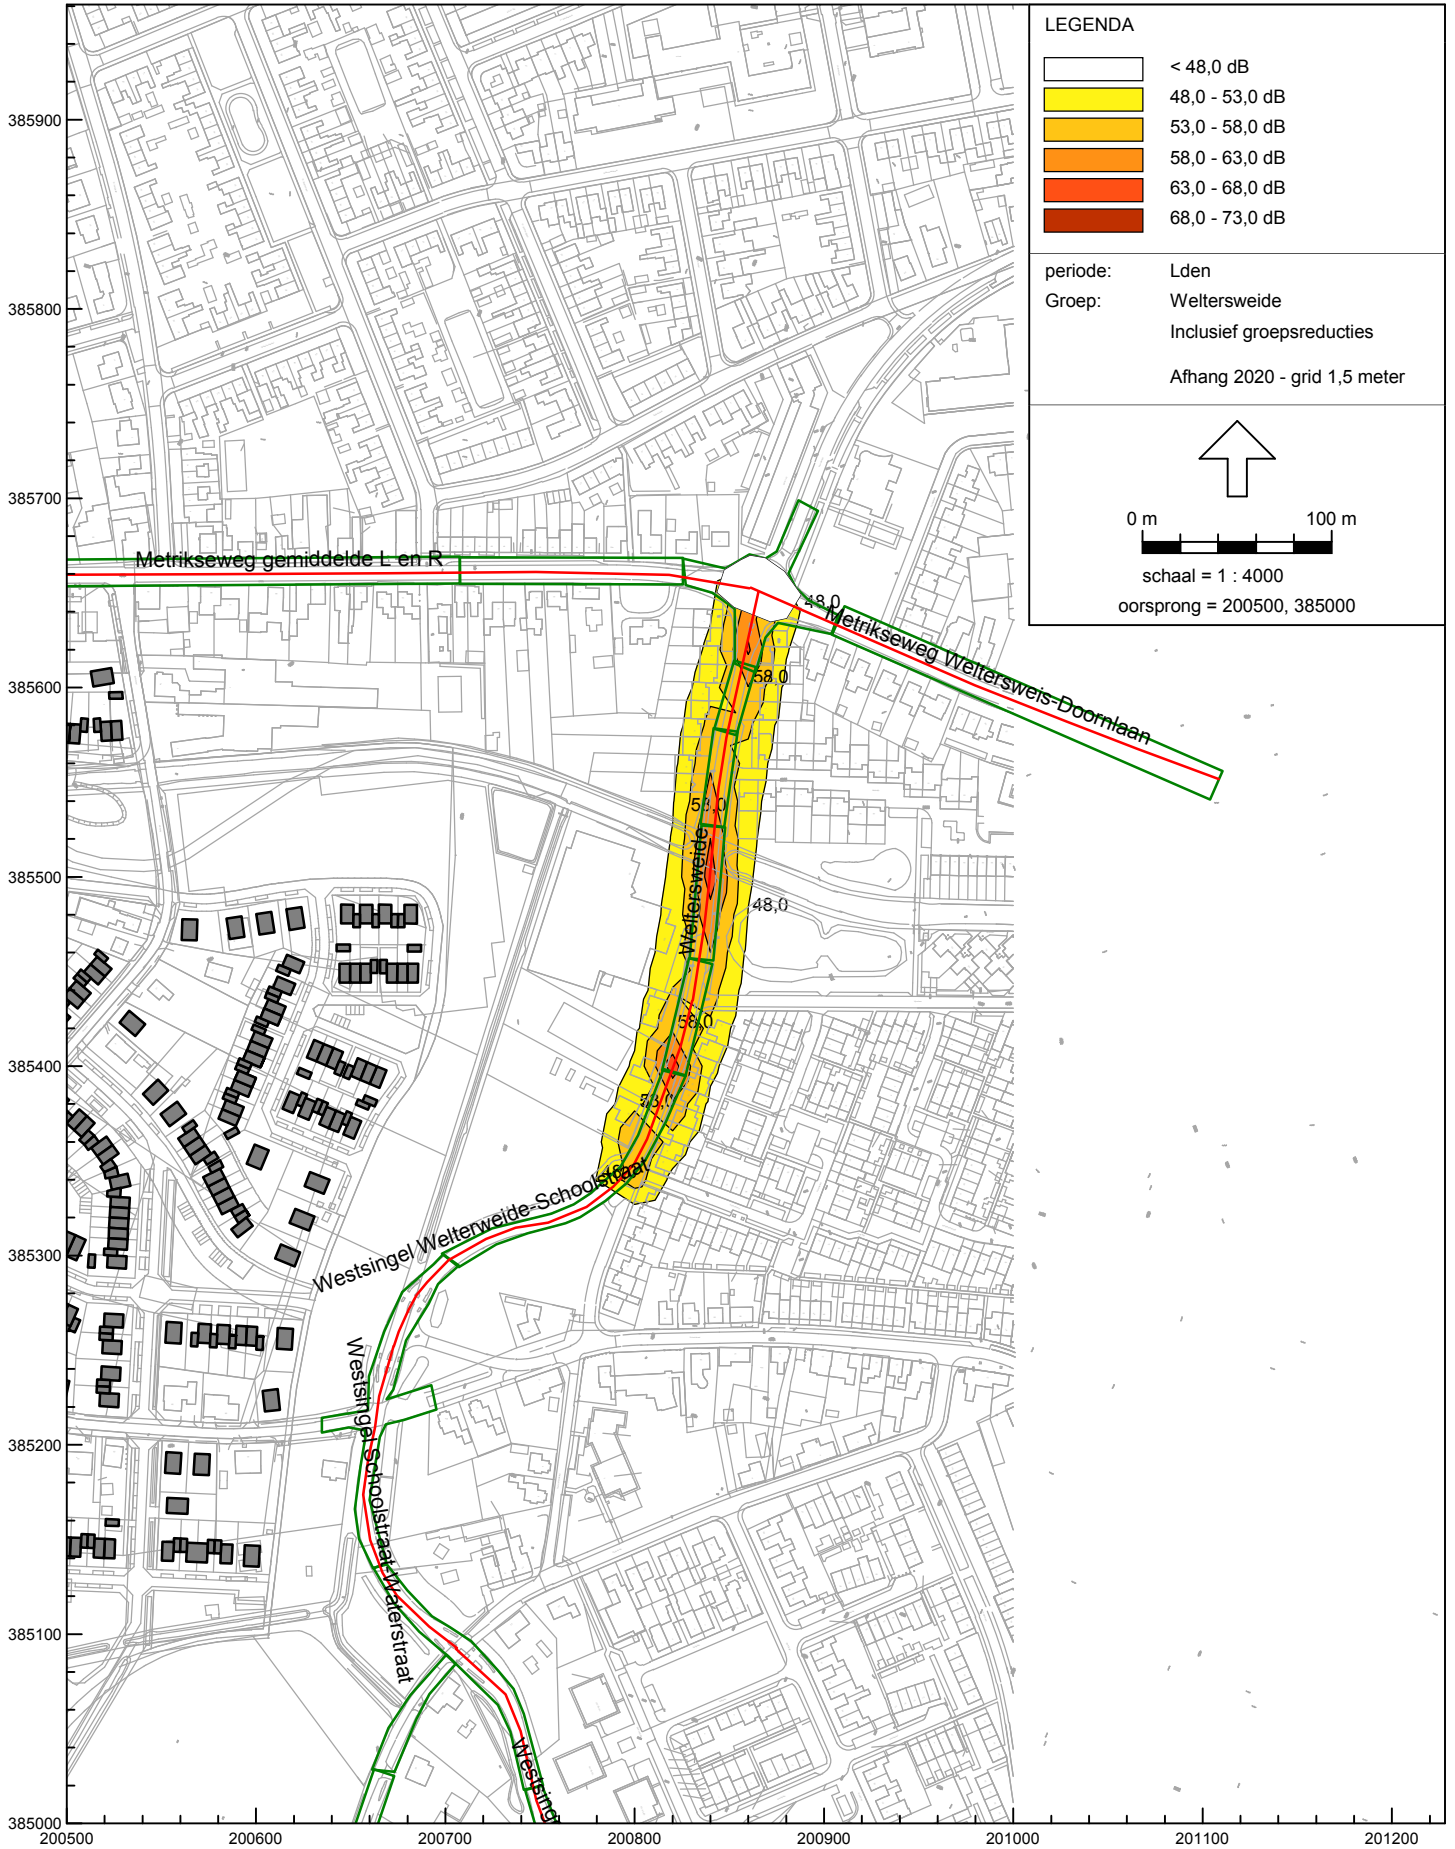 LEGENDA
< 48,0 dB
48,0 - 53,0 dB
53,0 - 58,0 dB
58,0 - 63,0 dB
63,0 - 68,0 dB
68,0 - 73,0 dB
periode: Lden
Groep: Weltersweide
Inclusief groepsreducties
Afhang 2020 - grid 1,5 meter
0 m 100 m
schaal = 1 : 4000
oorsprong = 200500, 385000
385900
385800
385700
Metrikseweg gemiddelde L en R
48,0
Metrikseweg Weltersweis-Doornlaan
385600
58,0
Weltersweide
385500
48,0
58,0
385400
Westsingel Welterweide-Schoolstraat
385300
Westsingel Schoolstraat-Waterstraat
385200
385100
Westsing
385000
200500 200600 200700 200800 200900 201000 201100 201200